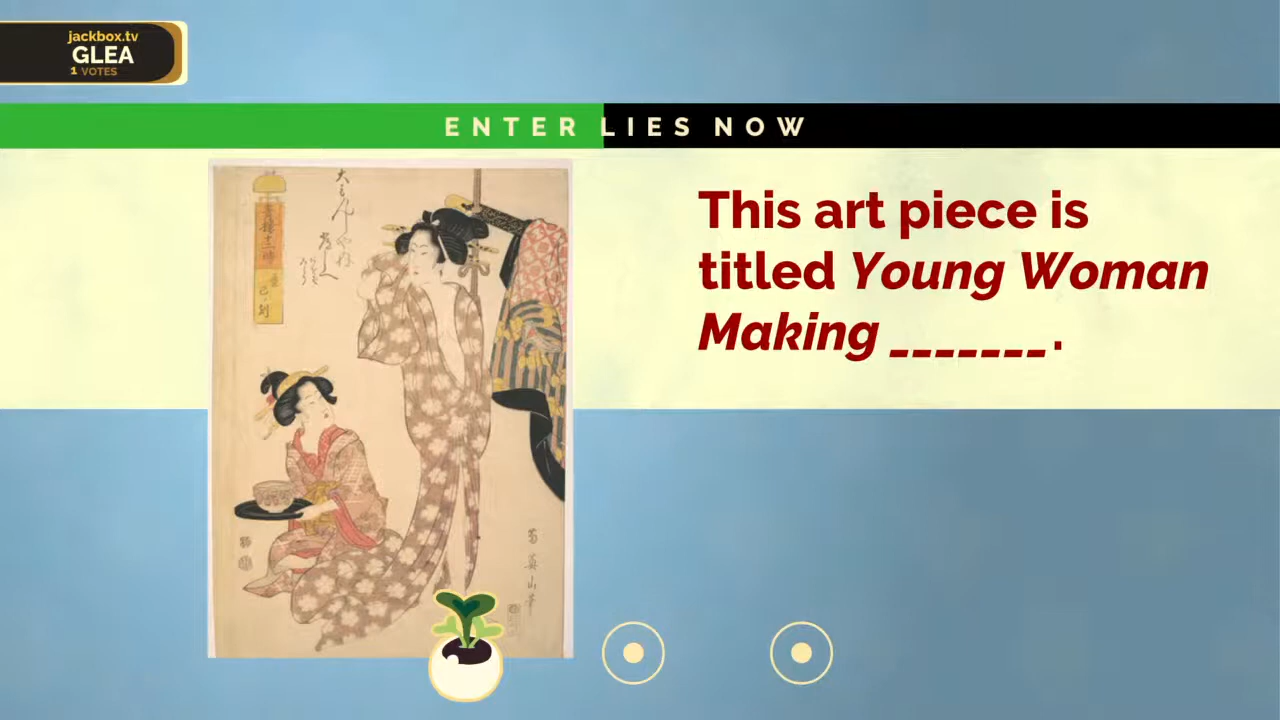 jackbox.tv
GLEA
1 VOTES
ENTER LIES NOW
This art piece is
titled Young Woman
Making _______.